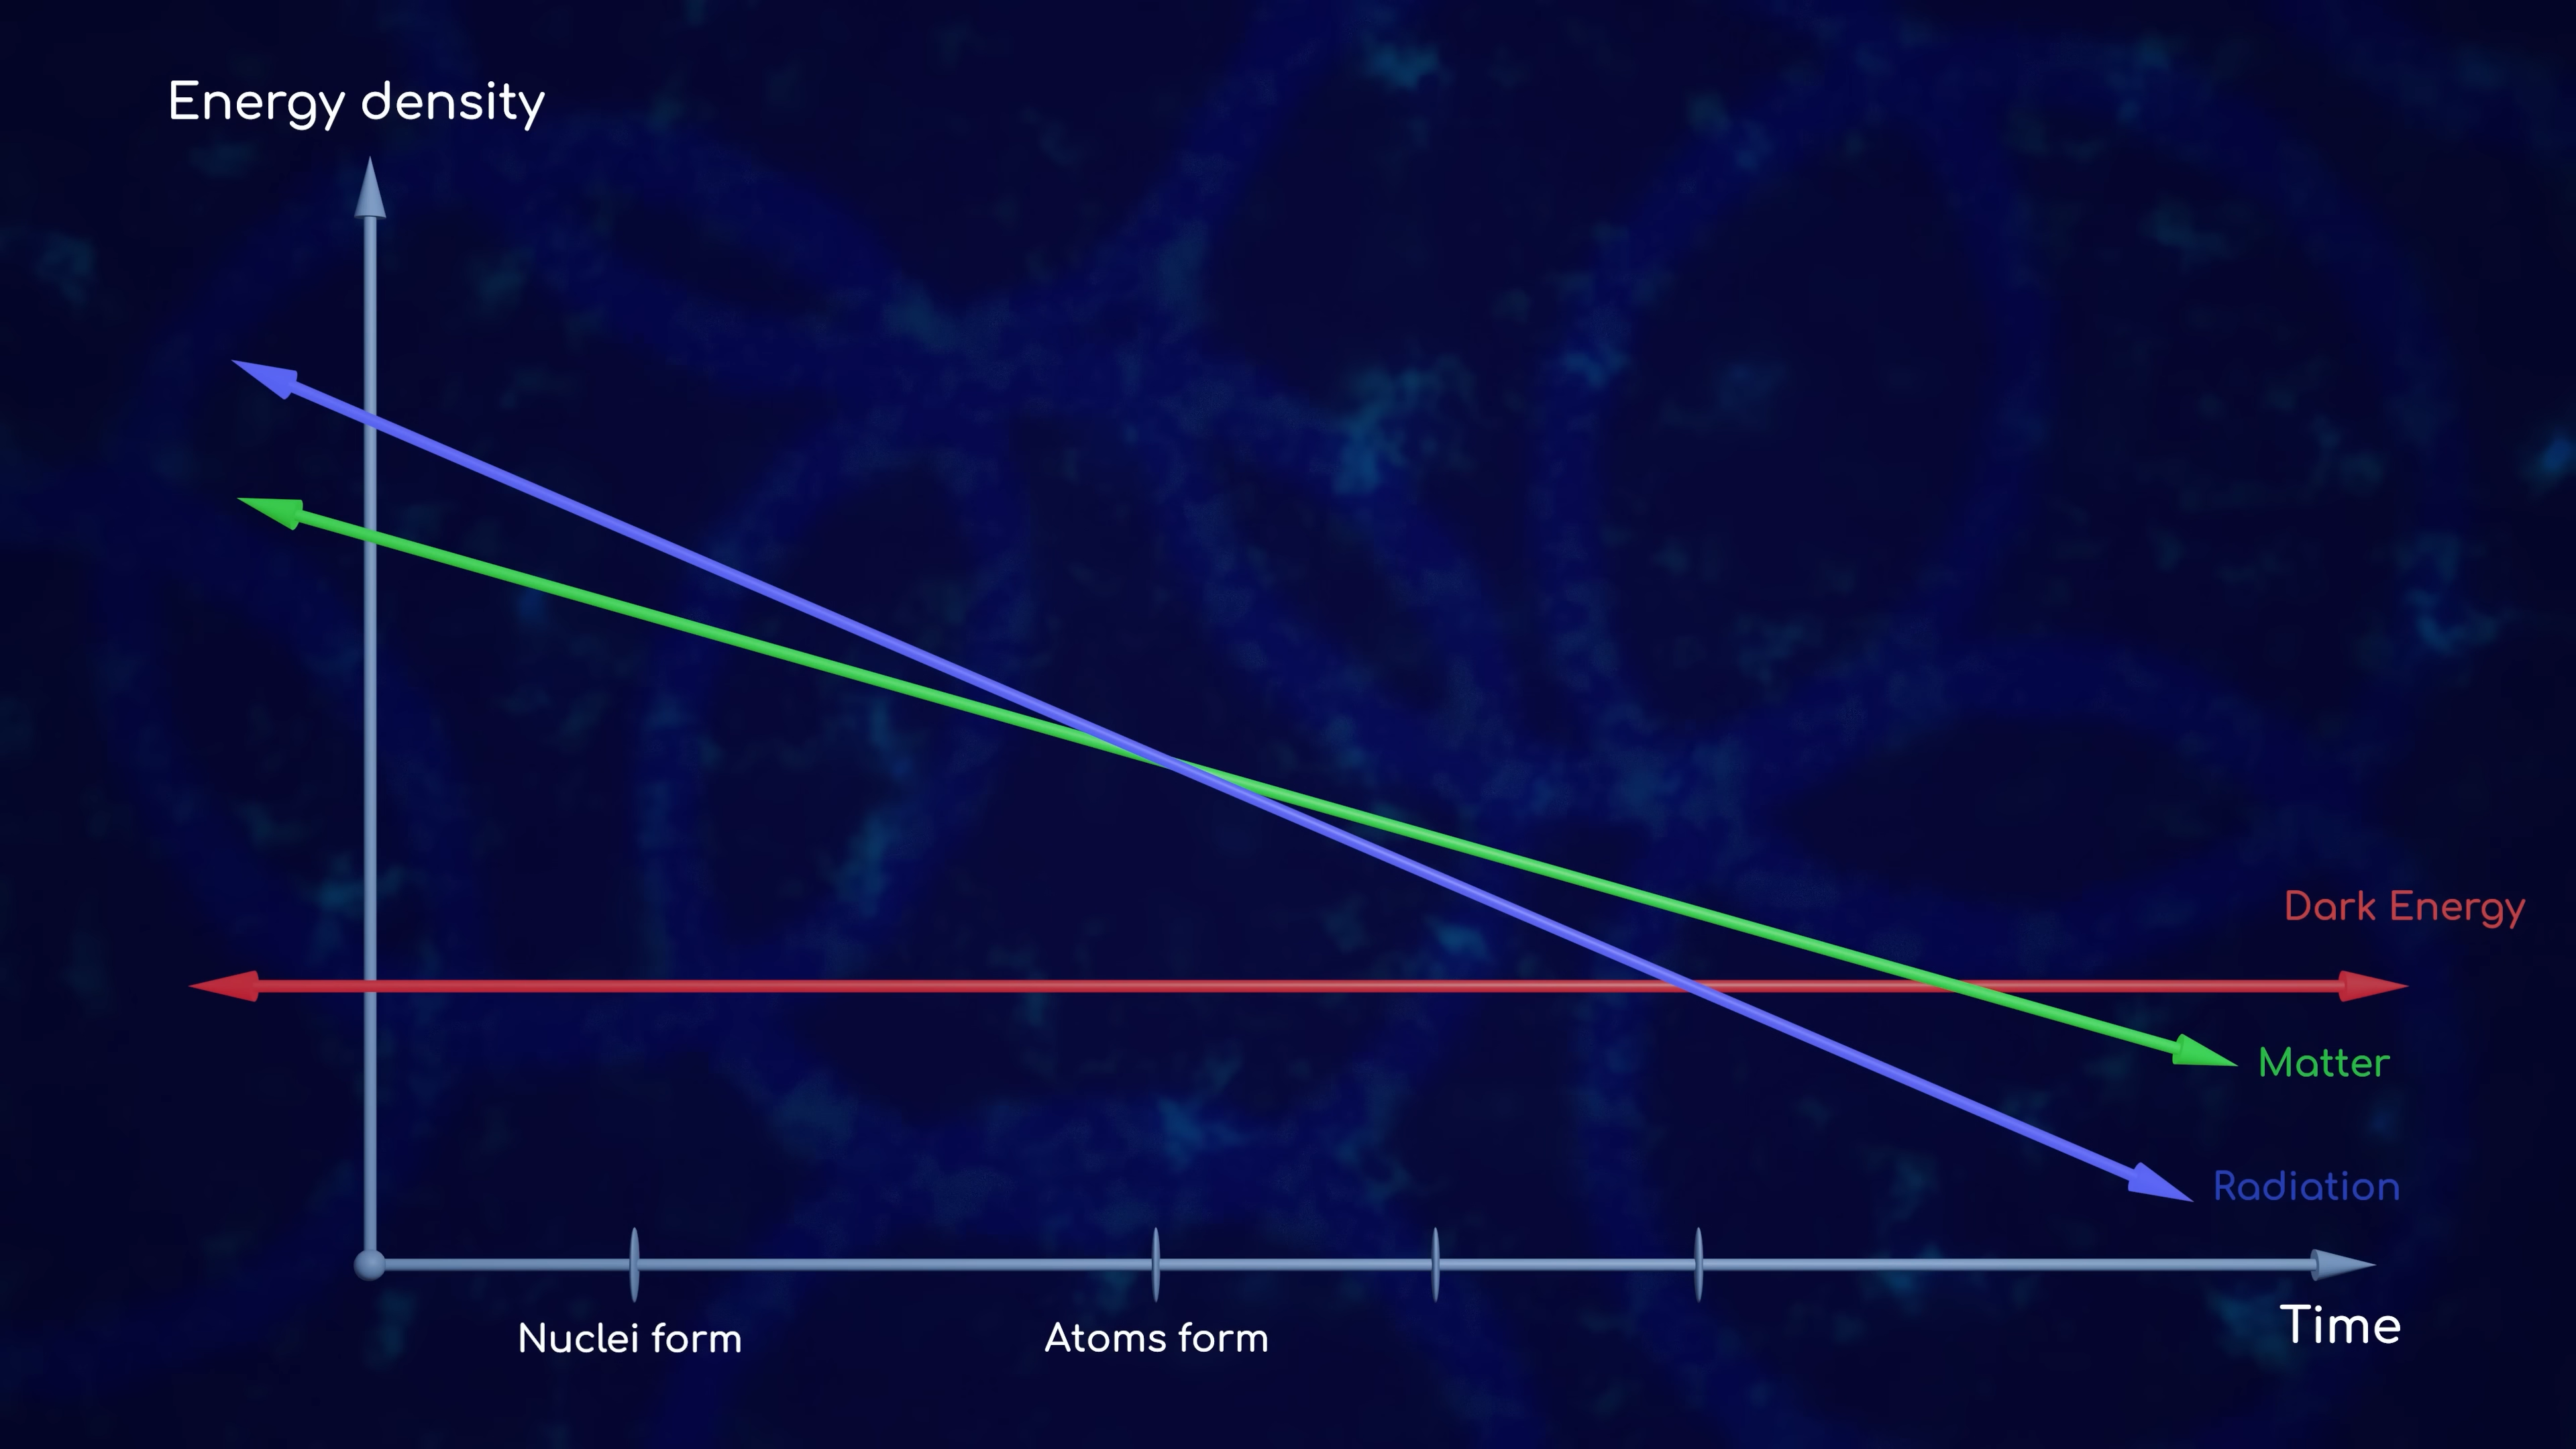 Energy density
Dark Energy
Matter
Radiation
Nuclei form
Atoms form
Time